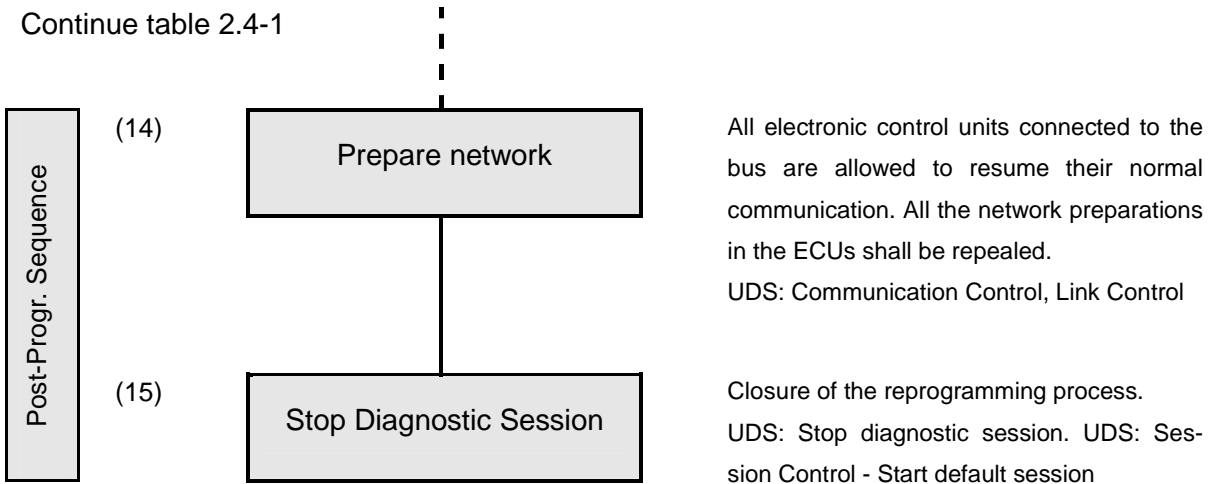 Continue table 2.4-1
Post-Progr. Sequence
(14)
Prepare network
All electronic control units connected to the
bus are allowed to resume their normal
communication. All the network preparations
in the ECUs shall be repealed.
UDS: Communication Control, Link Control
(15)
Stop Diagnostic Session
Closure of the reprogramming process.
UDS: Stop diagnostic session. UDS: Ses-
sion Control - Start default session